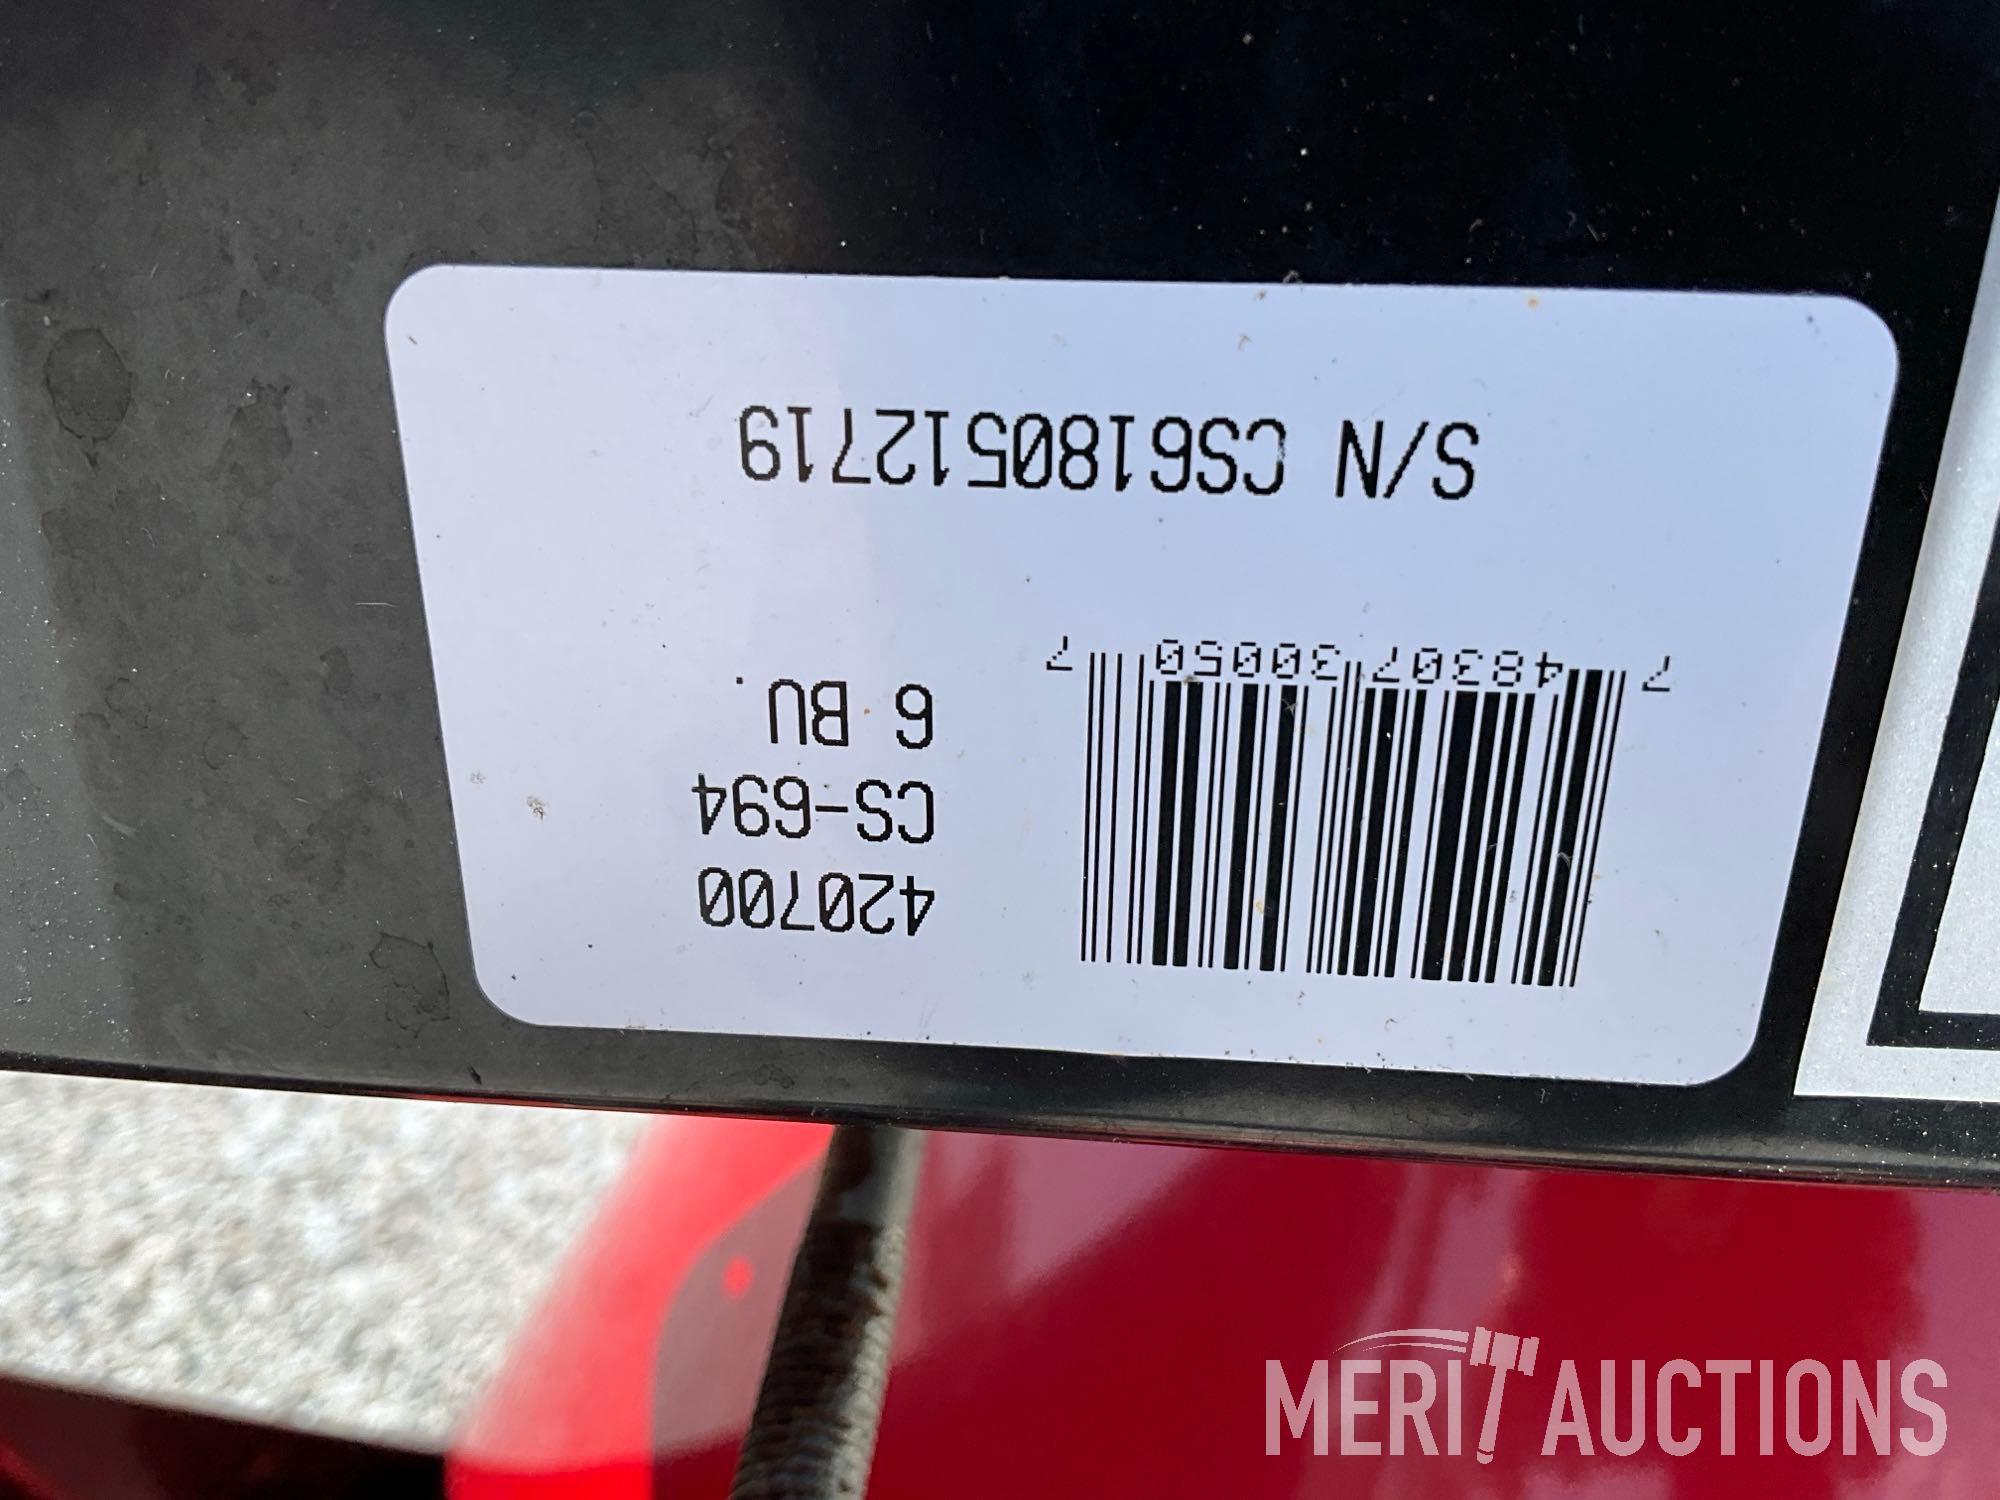 420700
CS-694
6 BU.
7 48307 30050 7
S/N CS6180512719
MERIT AUCTIONS